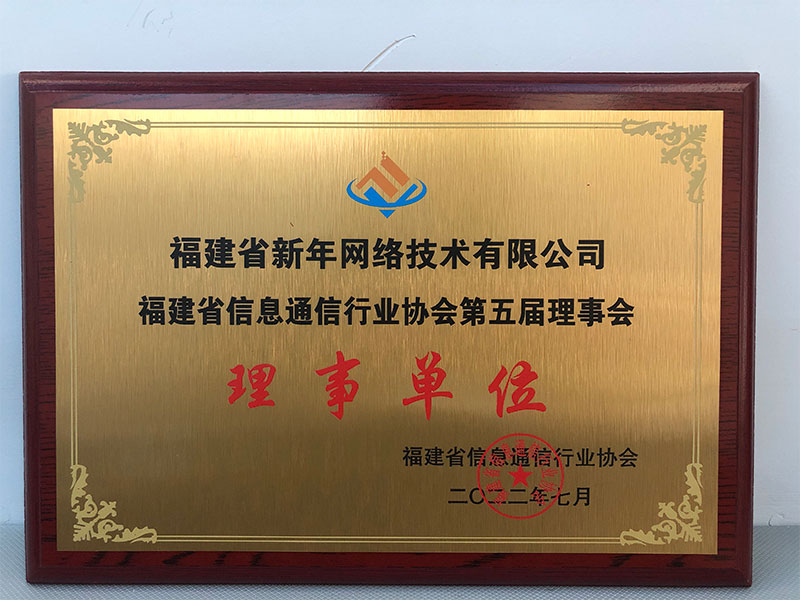 福建省新年网络技术有限公司
福建省信息通信行业协会第五届理事会
理事单位
福建省信息通信行业协会
二〇二二年七月